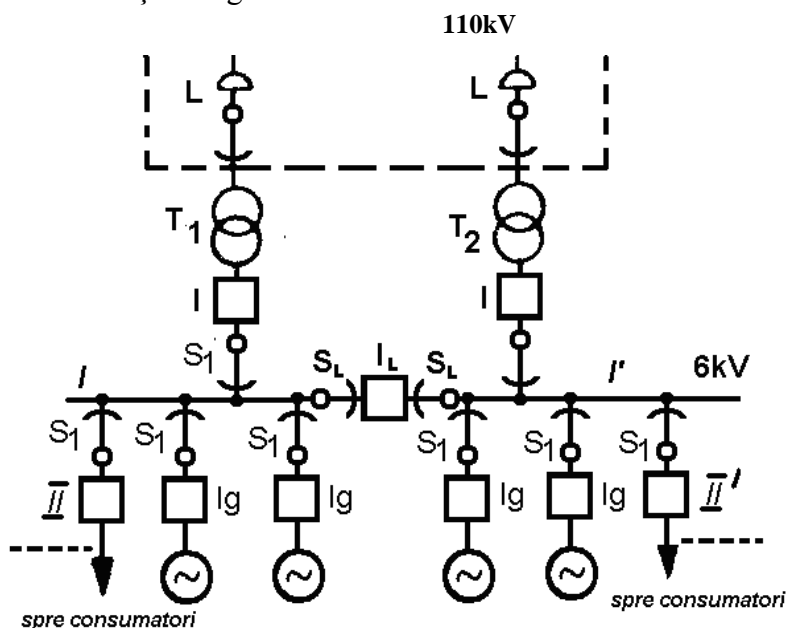 110kV
L L
T1 T2
I I
S1
I SL IL SL I' 6kV
S1 S1 S1 S1 S1 S1
II Ig Ig Ig Ig II'
~ ~ ~ ~
spre consumatori spre consumatori